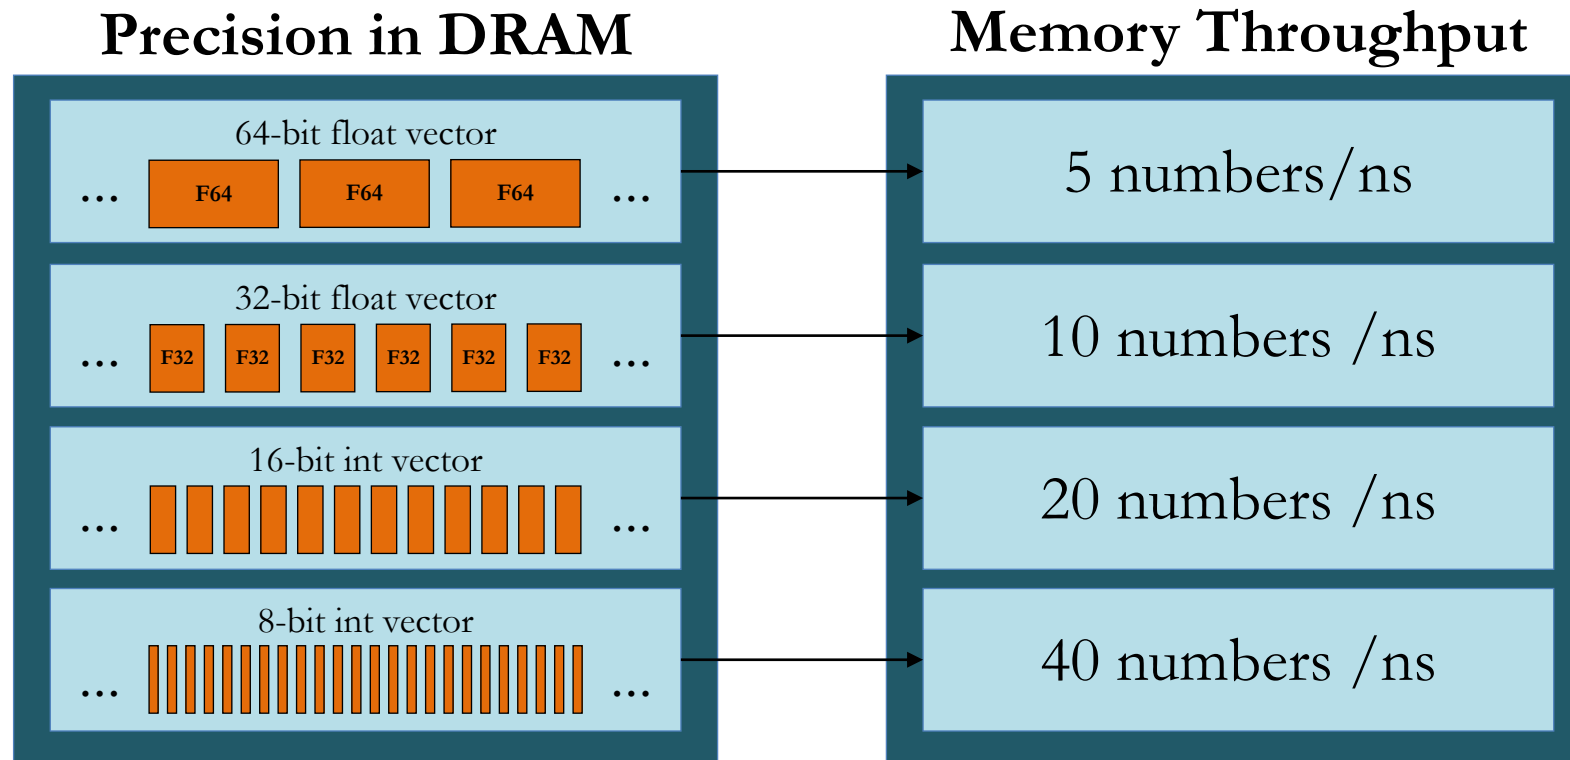 Precision in DRAM
Memory Throughput
64-bit float vector
... F64 F64 F64 ...
5 numbers/ns
32-bit float vector
... F32 F32 F32 F32 F32 F32 ...
10 numbers /ns
16-bit int vector
... ...
20 numbers /ns
8-bit int vector
... ...
40 numbers /ns